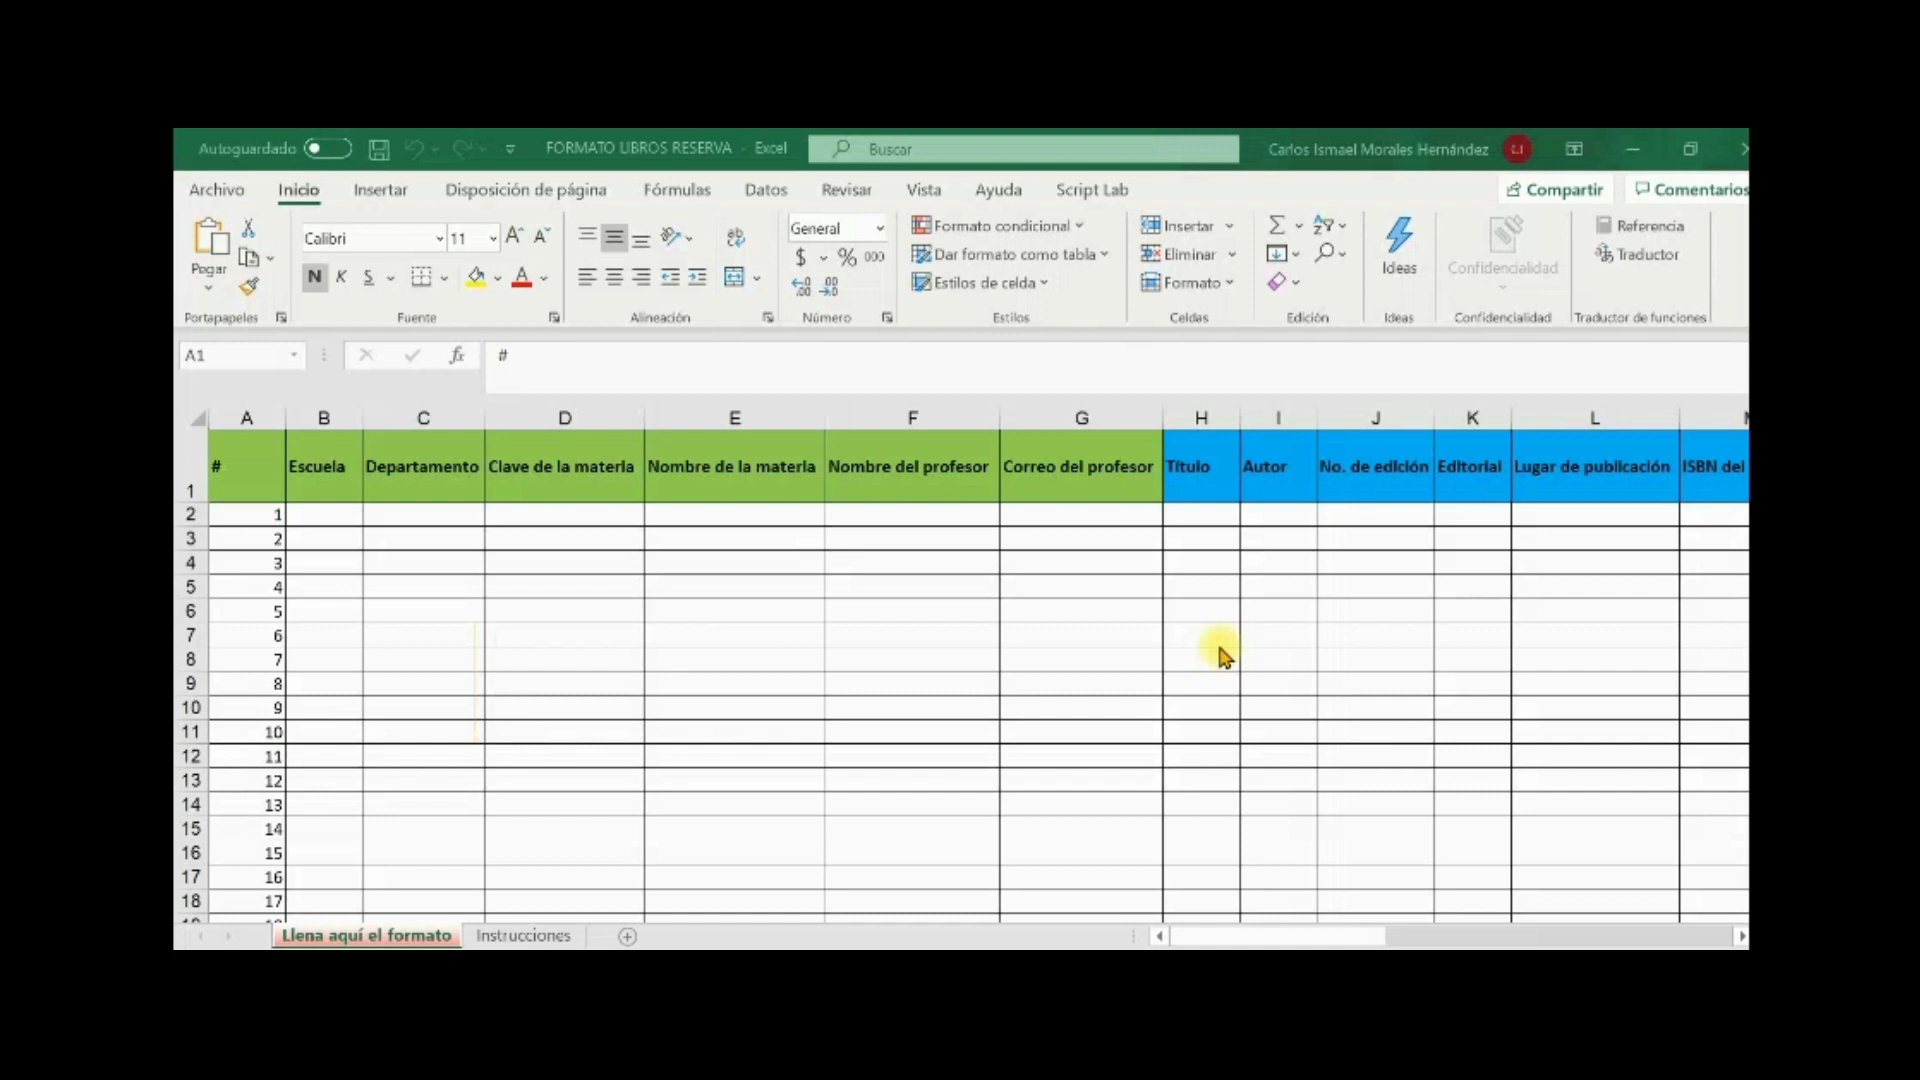 Autoguardado FORMATO LIBROS RESERVA - Excel Buscar Carlos Ismael Morales Hernández CI
Archivo Inicio Insertar Disposición de página Fórmulas Datos Revisar Vista Ayuda Script Lab Compartir Comentarios
Calibri 11 General Formato condicional Insertar Referencia
Pegar N K S $ % 000 Dar formato como tabla Eliminar Ideas Confidencialidad Traductor
Estilos de celda Formato
Portapapeles Fuente Alineación Número Estilos Celdas Edición Ideas Confidencialidad Traductor de funciones
A1 fx #
A B C D E F G H I J K L
1 # Escuela Departamento Clave de la materia Nombre de la materia Nombre del profesor Correo del profesor Título Autor No. de edición Editorial Lugar de publicación ISBN del
2 1
3 2
4 3
5 4
6 5
7 6
8 7
9 8
10 9
11 10
12 11
13 12
14 13
15 14
16 15
17 16
18 17
Llena aquí el formato Instrucciones